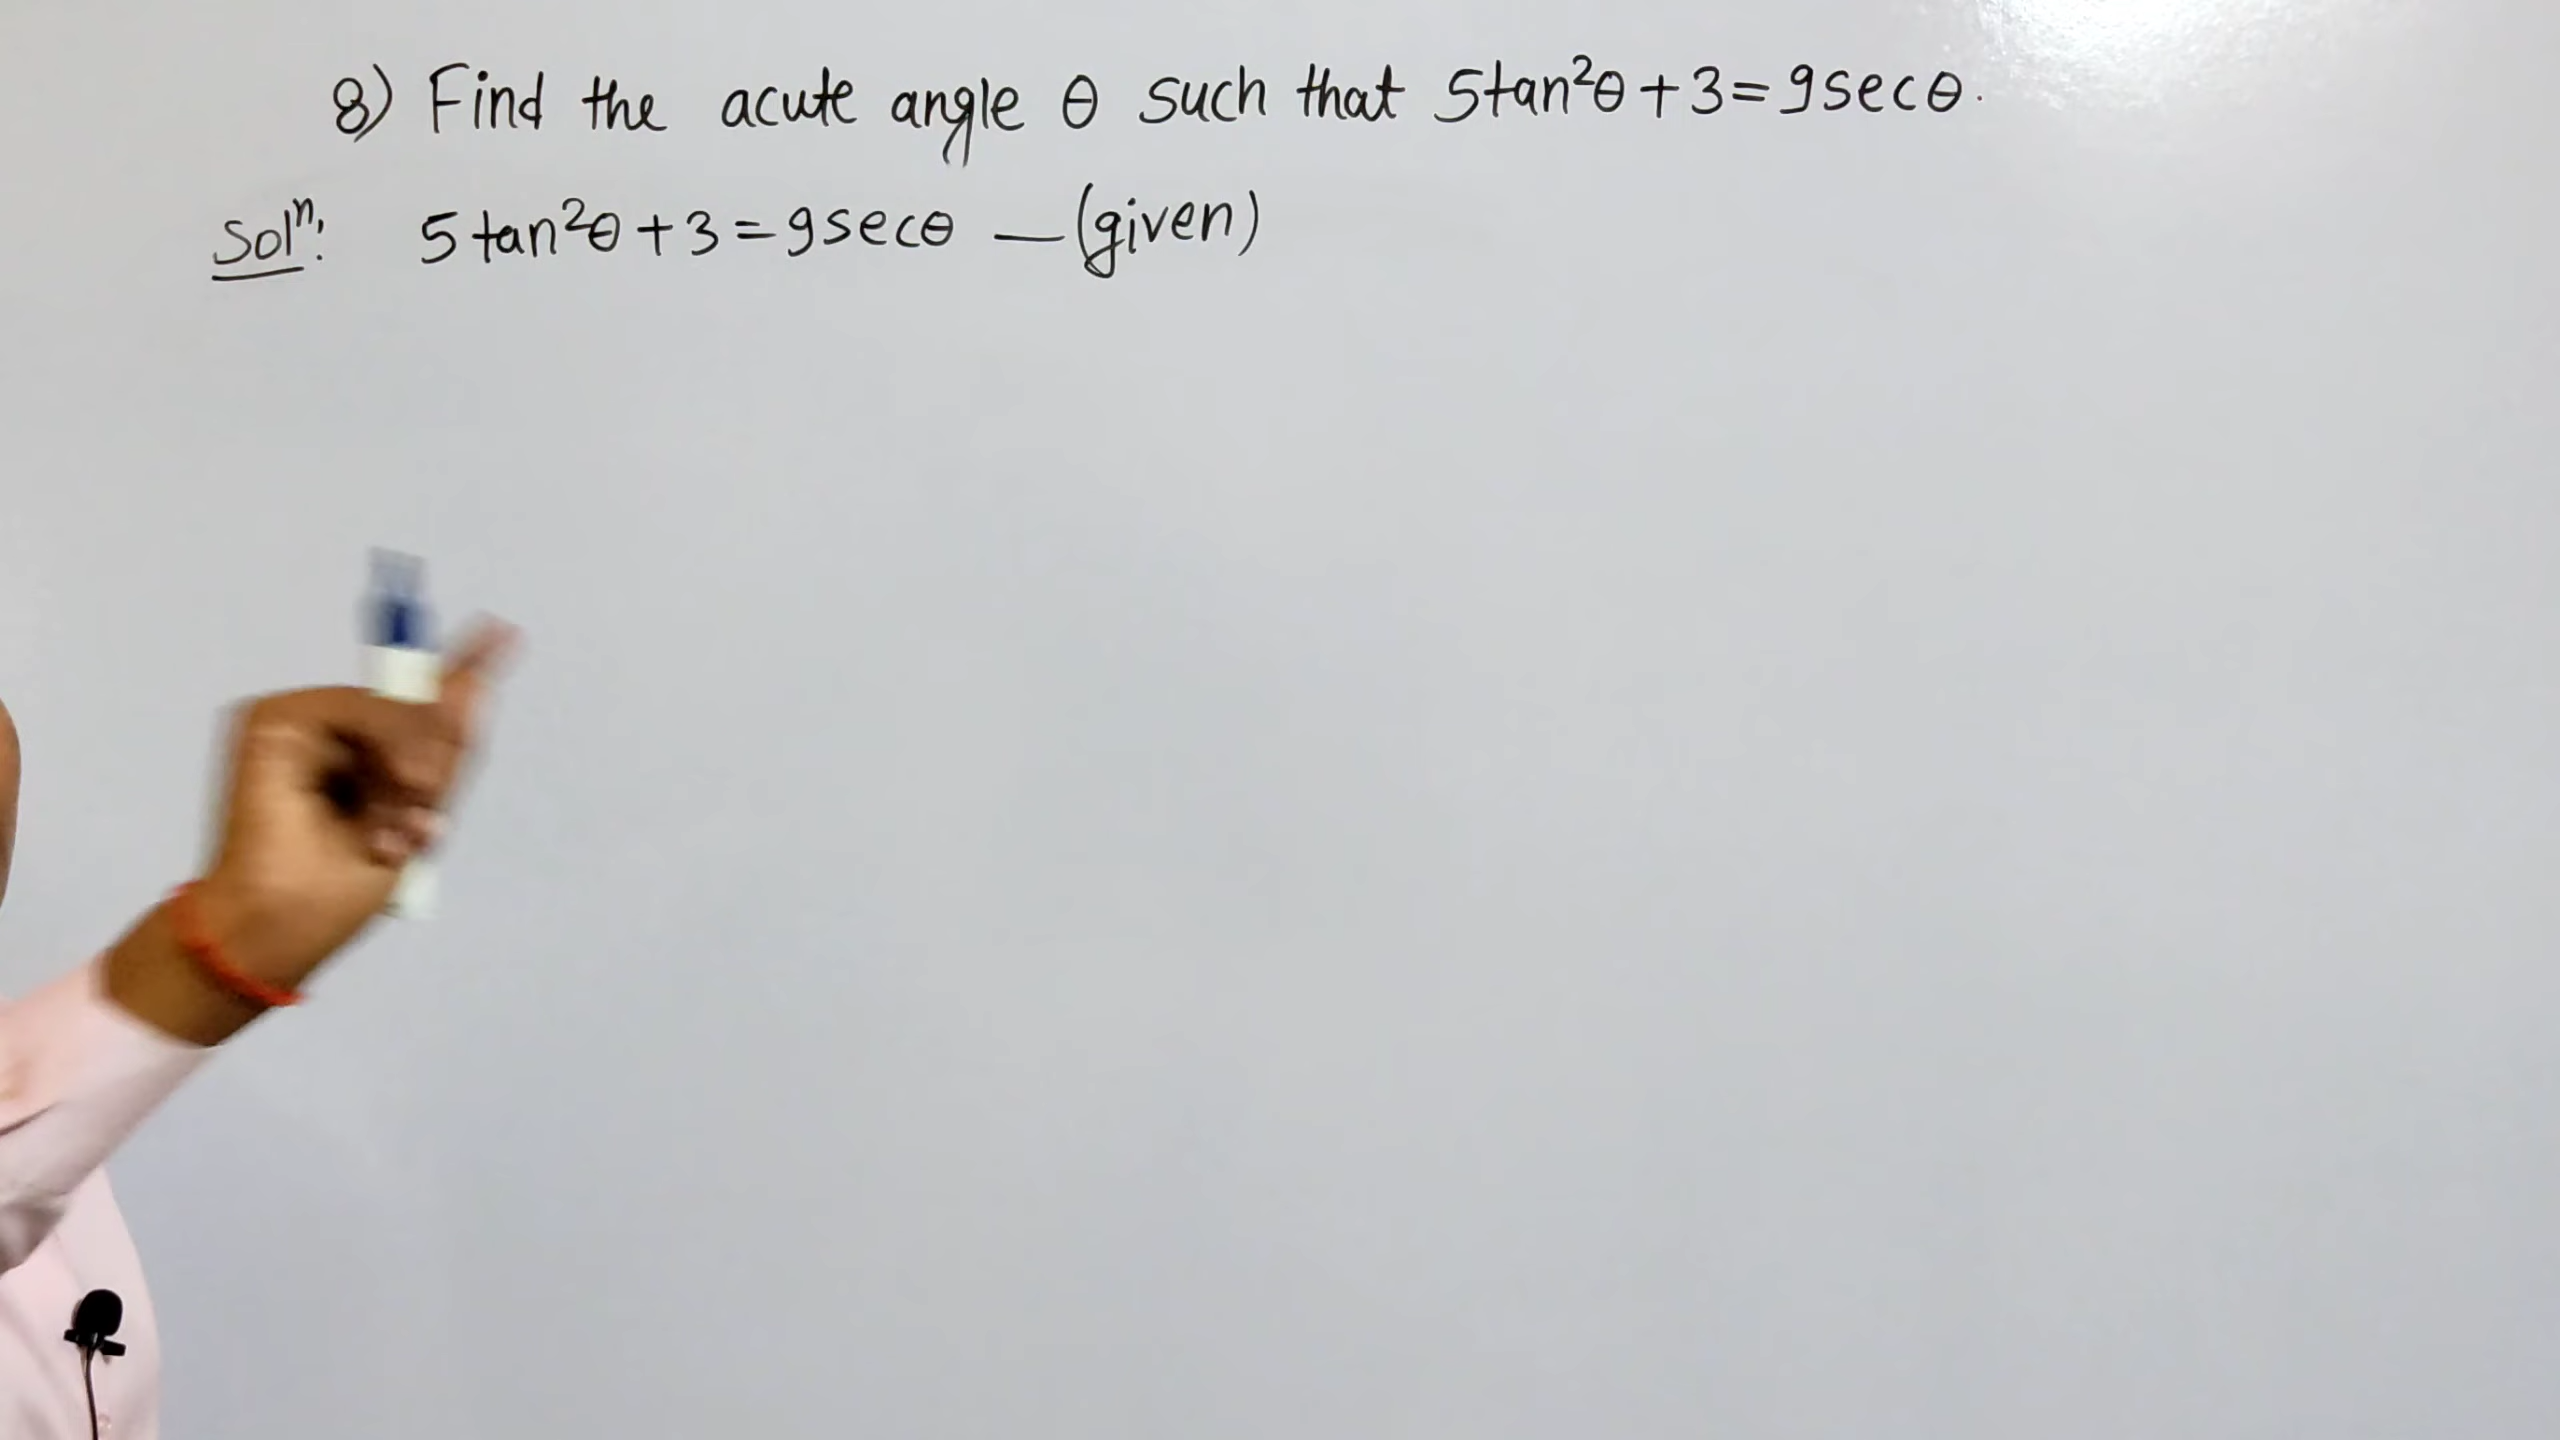 8) Find the acute angle θ such that 5tan²θ+3=9secθ.
Solⁿ: 5tan²θ+3=9secθ —(given)